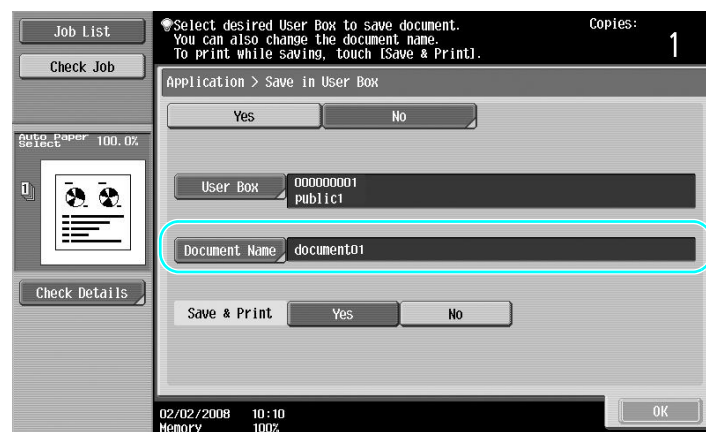 Job List
Check Job
Select desired User Box to save document.
You can also change the document name.
To print while saving, touch [Save & Print].
Copies:
1
Application > Save in User Box
Yes
No
Auto Paper
Select
100.0%
1
User Box
000000001
public1
Document Name
document01
Check Details
Save & Print
Yes
No
02/02/2008 10:10
Memory 100%
OK